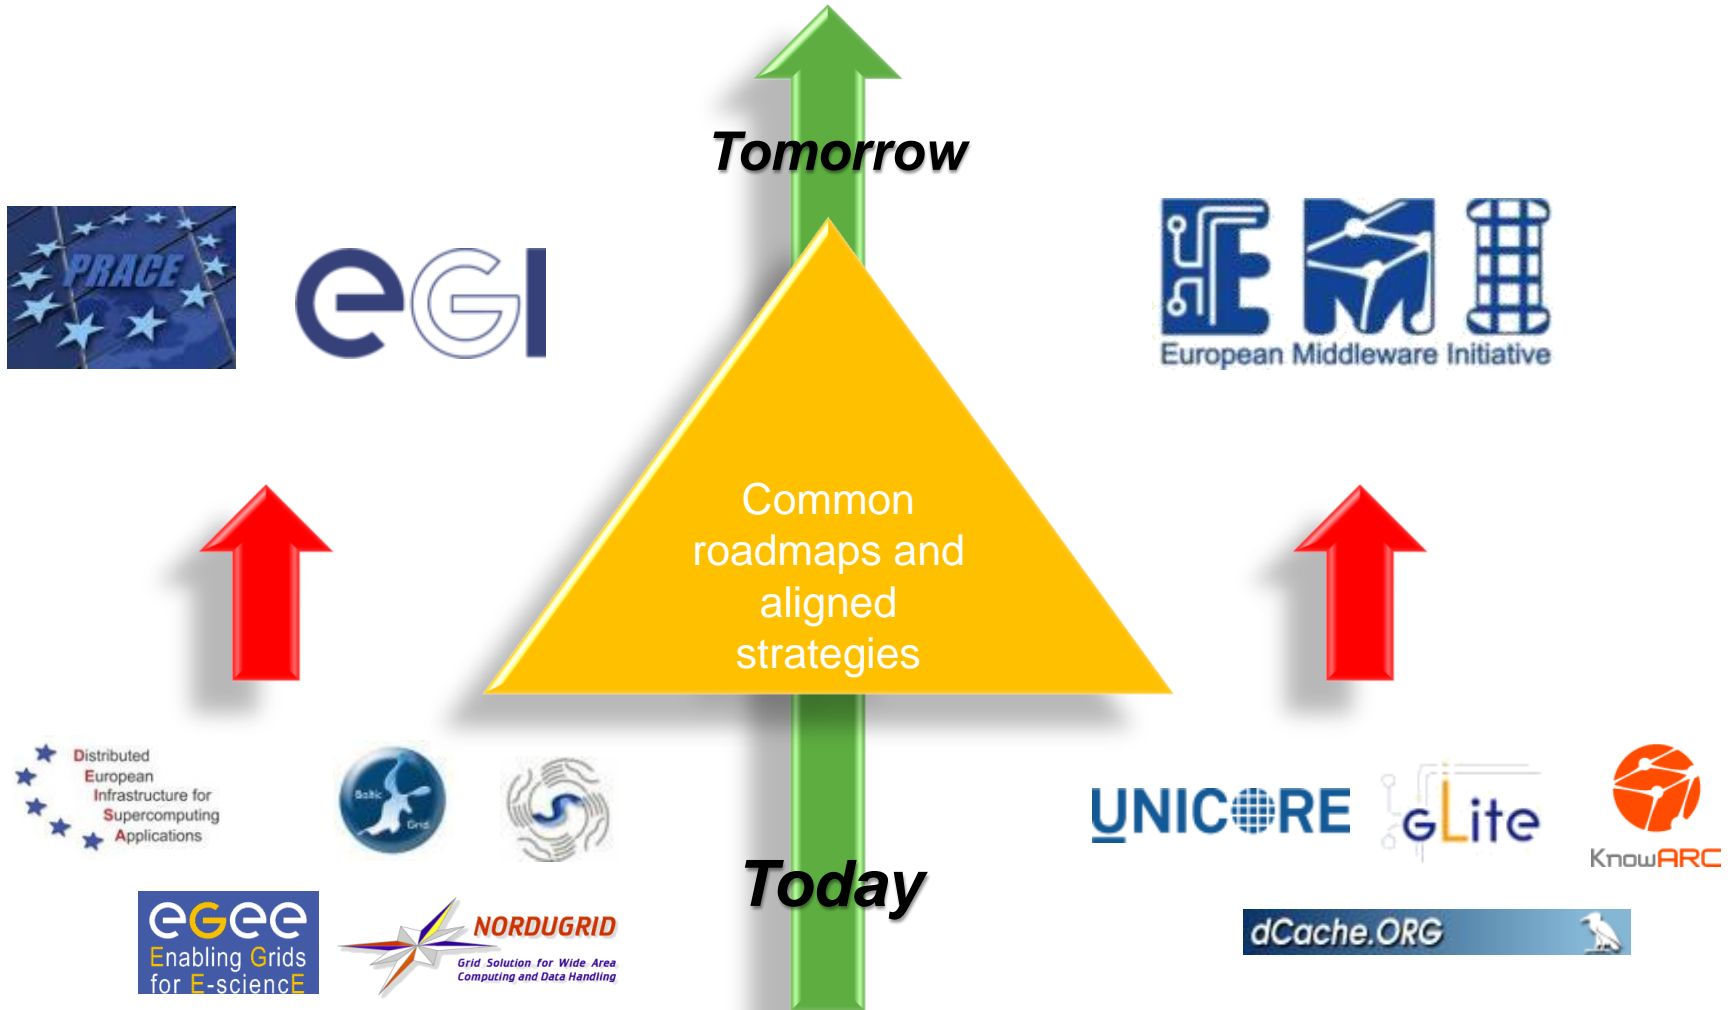 Tomorrow
PRACE
eGI
EMI
European Middleware Initiative
Common
roadmaps and
aligned
strategies
Distributed
European
Infrastructure for
Supercomputing
Applications
Baltic
Grid
UNICORE
gLite
KnowARC
Today
eGee
Enabling Grids
for E-sciencE
NORDUGRID
Grid Solution for Wide Area
Computing and Data Handling
dCache.ORG